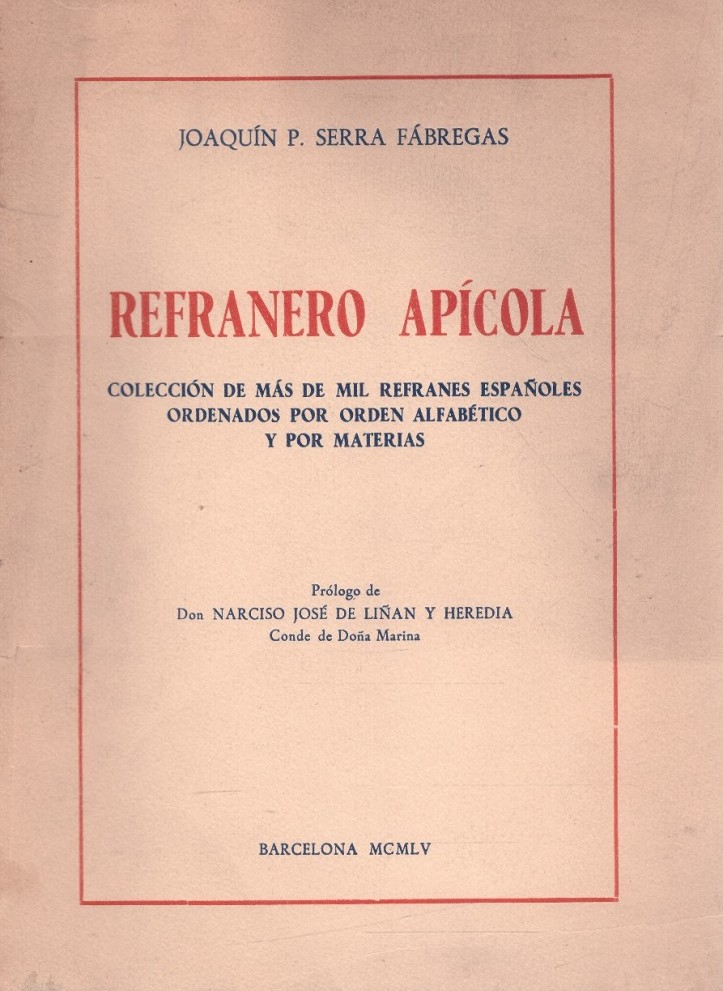 JOAQUÍN P. SERRA FÁBREGAS
REFRANERO APÍCOLA
COLECCIÓN DE MÁS DE MIL REFRANES ESPAÑOLES
ORDENADOS POR ORDEN ALFABÉTICO
Y POR MATERIAS
Prólogo de
Don NARCISO JOSÉ DE LIÑAN Y HEREDIA
Conde de Doña Marina
BARCELONA MCMLV